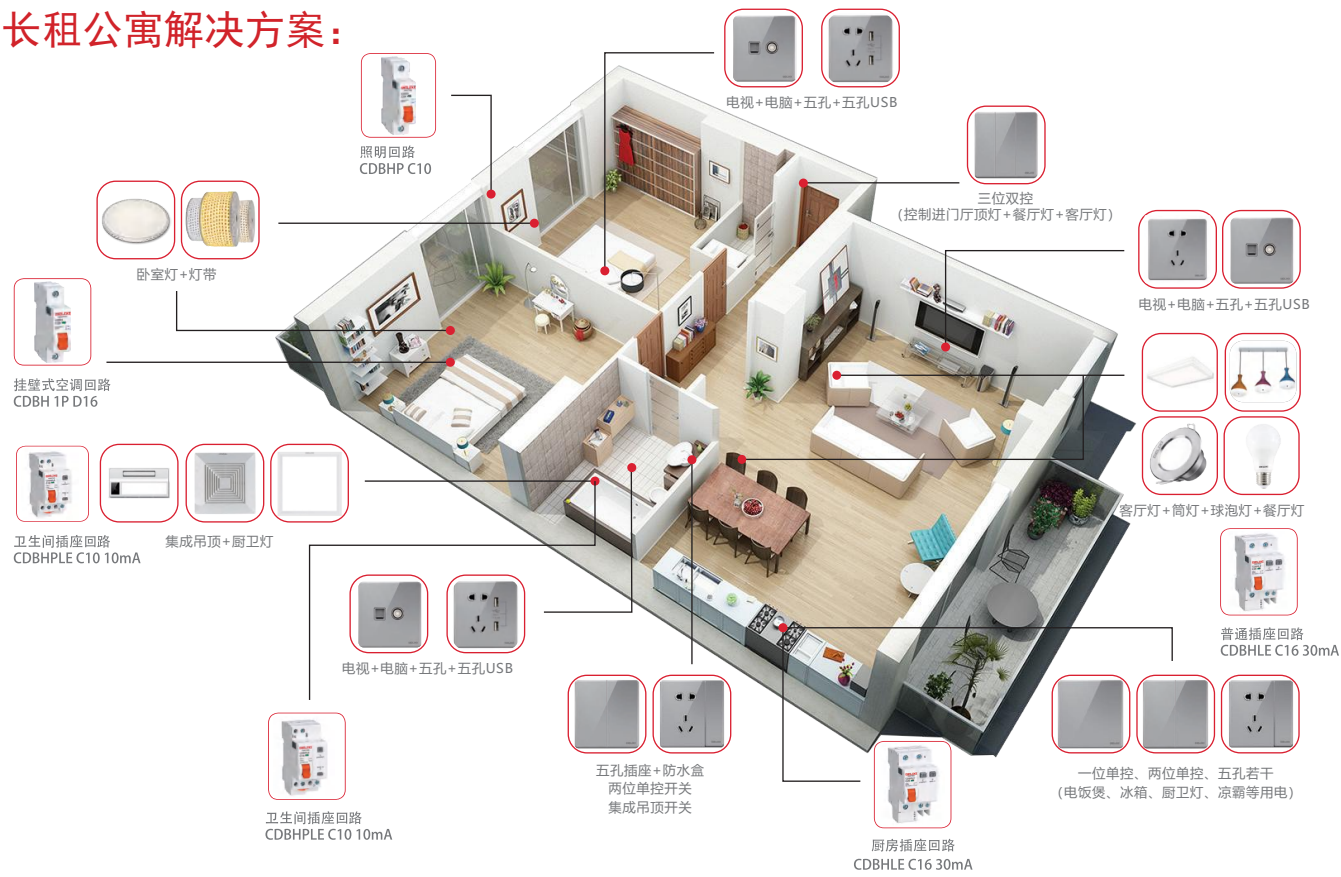 长租公寓解决方案：
电视+电脑+五孔+五孔USB
照明回路
CDBHP C10
三位双控
(控制进门厅顶灯+餐厅灯+客厅灯)
卧室灯+灯带
电视+电脑+五孔+五孔USB
挂壁式空调回路
CDBH 1P D16
客厅灯+筒灯+球泡灯+餐厅灯
卫生间插座回路
CDBHPLE C10 10mA
集成吊顶+厨卫灯
普通插座回路
CDBHLE C16 30mA
电视+电脑+五孔+五孔USB
五孔插座+防水盒
两位单控开关
集成吊顶开关
一位单控、两位单控、五孔若干
(电饭煲、冰箱、厨卫灯、凉霸等用电)
卫生间插座回路
CDBHPLE C10 10mA
厨房插座回路
CDBHLE C16 30mA